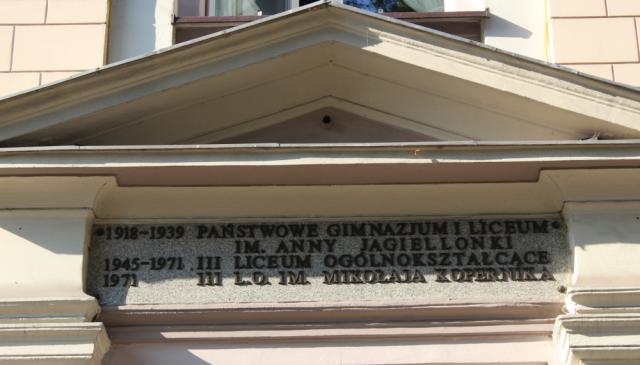 1918-1939 PAŃSTWOWE GIMNAZJUM I LICEUM
IM. ANNY JAGIELLONKI
1945-1971 III LICEUM OGÓLNOKSZTAŁCĄCE
1971 III L.O. IM. MIKOŁAJA KOPERNIKA